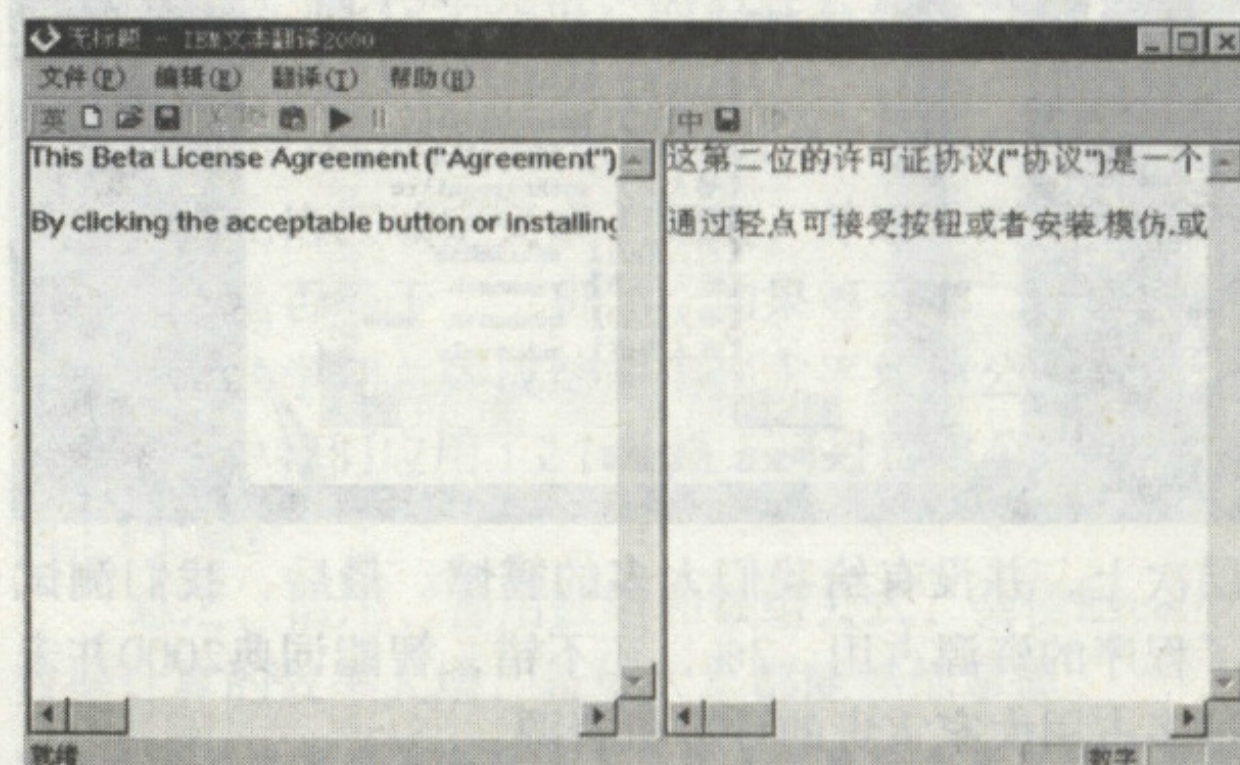 无标题 - IBM文本翻译2000
文件(F) 编辑(E) 翻译(T) 帮助(H)
英
中
This Beta License Agreement ("Agreement")
By clicking the acceptable button or installing
这第二位的许可证协议("协议")是一个
通过轻点可接受按钮或者安装,模仿,或
就绪
数字